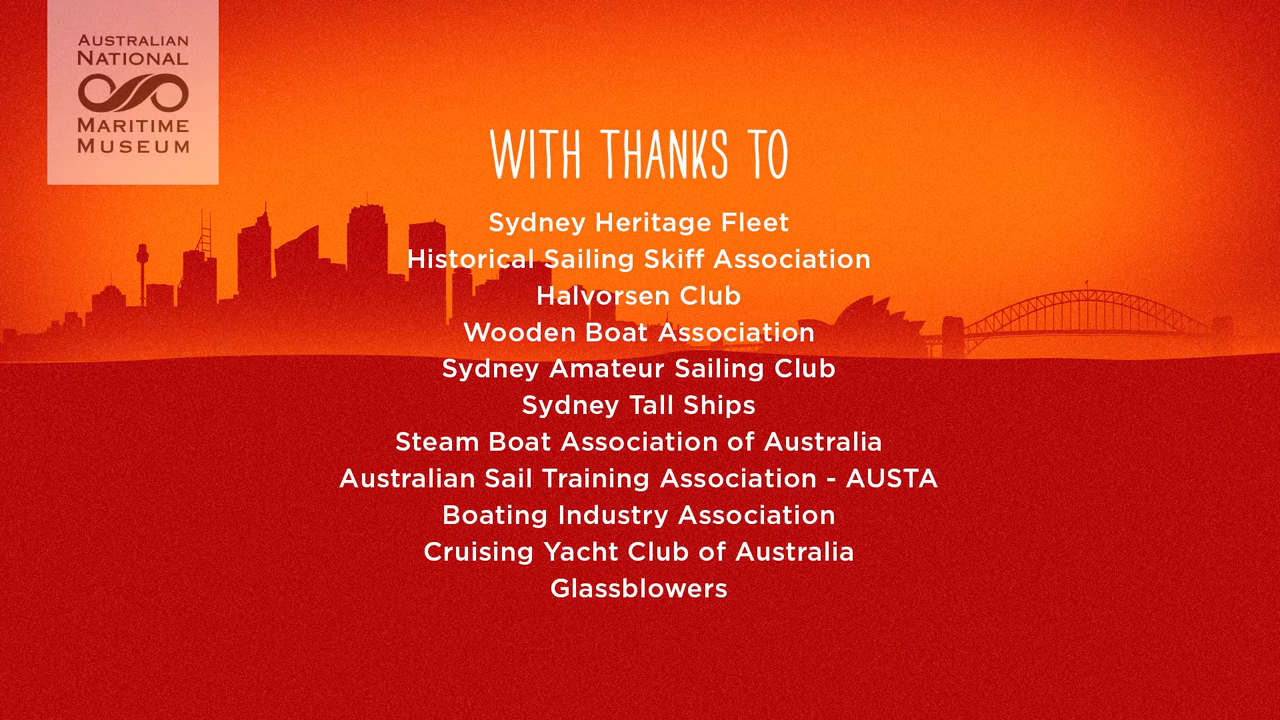 AUSTRALIAN
NATIONAL
MARITIME
MUSEUM
WITH THANKS TO
Sydney Heritage Fleet
Historical Sailing Skiff Association
Halvorsen Club
Wooden Boat Association
Sydney Amateur Sailing Club
Sydney Tall Ships
Steam Boat Association of Australia
Australian Sail Training Association - AUSTA
Boating Industry Association
Cruising Yacht Club of Australia
Glassblowers